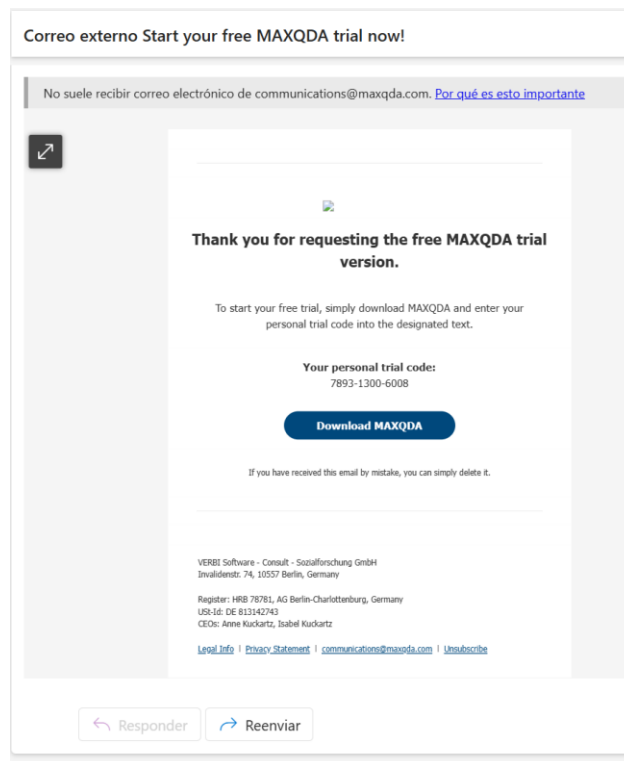 Correo externo Start your free MAXQDA trial now!
No suele recibir correo electrónico de communications@maxqda.com. Por qué es esto importante
Thank you for requesting the free MAXQDA trial
version.
To start your free trial, simply download MAXQDA and enter your
personal trial code into the designated text.
Your personal trial code:
7893-1300-6008
Download MAXQDA
If you have received this email by mistake, you can simply delete it.
VERBI Software - Consult - Sozialforschung GmbH
Invalidenstr. 74, 10557 Berlin, Germany
Register: HRB 78781, AG Berlin-Charlottenburg, Germany
USt-Id: DE 813142743
CEOs: Anne Kuckartz, Isabel Kuckartz
Legal Info | Privacy Statement | communications@maxqda.com | Unsubscribe
Responder Reenviar